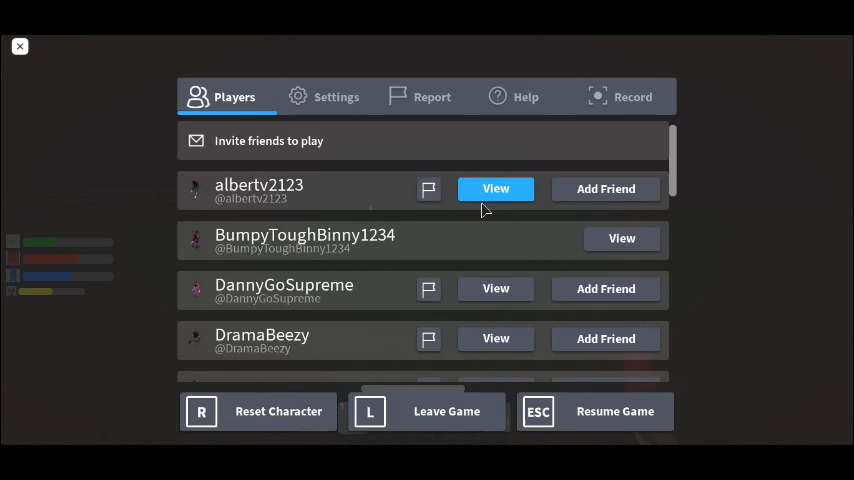 Players
Settings
Report
Help
Record
Invite friends to play
albertv2123
@albertv2123
View
Add Friend
BumpyToughBinny1234
@BumpyToughBinny1234
View
DannyGoSupreme
@DannyGoSupreme
View
Add Friend
DramaBeezy
@DramaBeezy
View
Add Friend
R
Reset Character
L
Leave Game
ESC
Resume Game